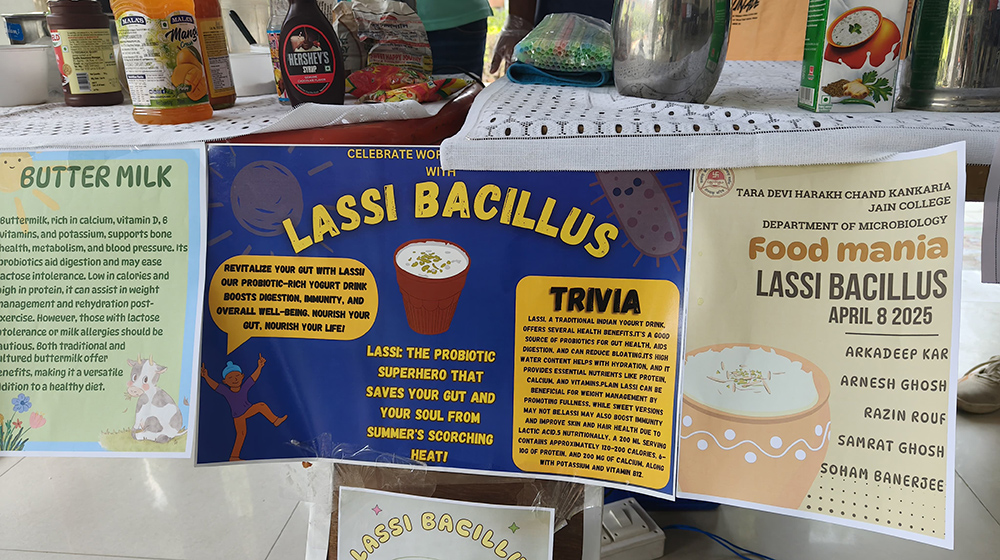 MALA'S
MALA'S
Mango
HERSHEY'S
SYRUP
BUTTER MILK
Buttermilk, rich in calcium, vitamin D, B
vitamins, and potassium, supports bone
health, metabolism, and blood pressure. Its
probiotics aid digestion and may ease
lactose intolerance. Low in calories and
high in protein, it can assist in weight
management and rehydration post-
exercise. However, those with lactose
intolerance or milk allergies should be
cautious. Both traditional and
cultured buttermilk offer
benefits, making it a versatile
addition to a healthy diet.
CELEBRATE WOR
WITH
LASSI BACILLUS
REVITALIZE YOUR GUT WITH LASSI!
OUR PROBIOTIC-RICH YOGURT DRINK
BOOSTS DIGESTION, IMMUNITY, AND
OVERALL WELL-BEING. NOURISH YOUR
GUT, NOURISH YOUR LIFE!
LASSI: THE PROBIOTIC
SUPERHERO THAT
SAVES YOUR GUT AND
YOUR SOUL FROM
SUMMER'S SCORCHING
HEAT!
TRIVIA
LASSI, A TRADITIONAL INDIAN YOGURT DRINK,
OFFERS SEVERAL HEALTH BENEFITS.IT'S A GOOD
SOURCE OF PROBIOTICS FOR GUT HEALTH, AIDS
DIGESTION, AND CAN REDUCE BLOATING.ITS HIGH
WATER CONTENT HELPS WITH HYDRATION, AND IT
PROVIDES ESSENTIAL NUTRIENTS LIKE PROTEIN,
CALCIUM, AND VITAMINS.PLAIN LASSI CAN BE
BENEFICIAL FOR WEIGHT MANAGEMENT BY
PROMOTING FULLNESS, WHILE SWEET VERSIONS
MAY NOT BE.LASSI MAY ALSO BOOST IMMUNITY
AND IMPROVE SKIN AND HAIR HEALTH DUE TO
LACTIC ACID.S NUTRITIONALLY, A 200 ML SERVING
CONTAINS APPROXIMATELY 120-200 CALORIES, 6-
10G OF PROTEIN, AND 200 MG OF CALCIUM, ALONG
WITH POTASSIUM AND VITAMIN B12.
TARA DEVI HARAKH CHAND KANKARIA
JAIN COLLEGE
DEPARTMENT OF MICROBIOLOGY
food mania
LASSI BACILLUS
APRIL 8 2025
ARKADEEP KAR
ARNESH GHOSH
RAZIN ROUF
SAMRAT GHOSH
SOHAM BANERJEE
LASSI BACILLU